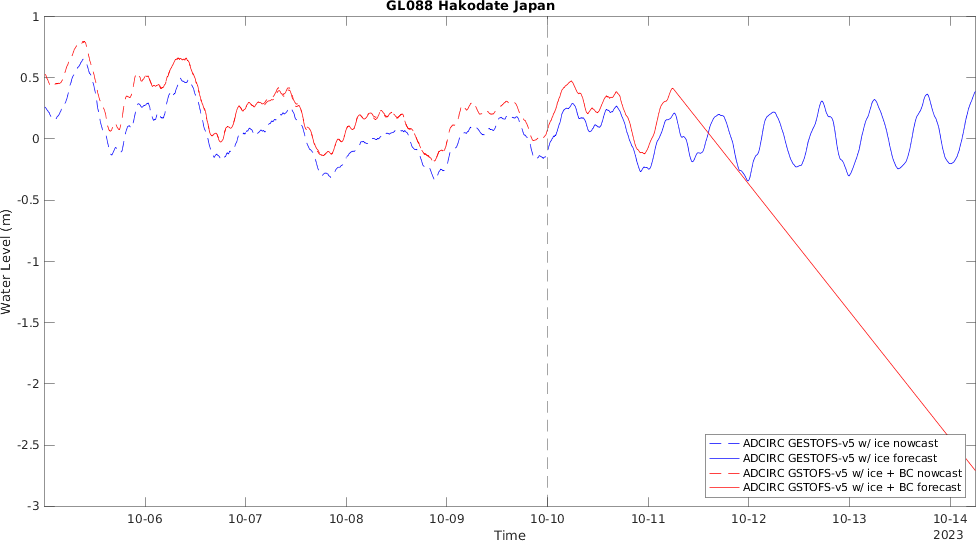 GL088 Hakodate Japan
1
0.5
0
-0.5
-1
-1.5
-2
-2.5
-3
Water Level (m)
ADCIRC GESTOFS-v5 w/ ice nowcast
ADCIRC GESTOFS-v5 w/ ice forecast
ADCIRC GSTOFS-v5 w/ ice + BC nowcast
ADCIRC GSTOFS-v5 w/ ice + BC forecast
10-06 10-07 10-08 10-09 10-10 10-11 10-12 10-13 10-14
Time
2023